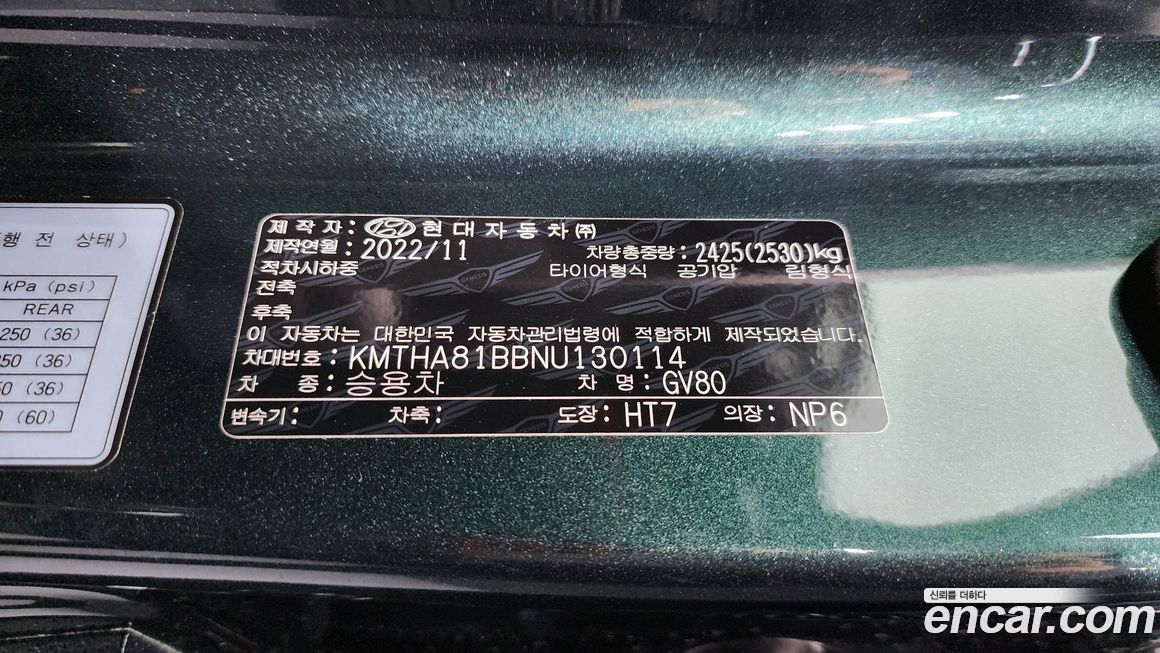 행 전 상태)
kPa (psi)
REAR
250 (36)
250 (36)
50 (36)
0 (60)
제 작 자 : 현대자동차㈜
제작연월 : 2022/11
차량총중량 : 2425(2530)kg
적차시하중 타이어형식 공기압 림형식
전축
후축
이 자동차는 대한민국 자동차관리법령에 적합하게 제작되었습니다.
차대번호 : KMTHA81BBNU130114
차 종 : 승용차 차 명 : GV80
변속기 : 차축 : 도장 : HT7 의장 : NP6
GENESIS
신뢰를 더하다
encar.com